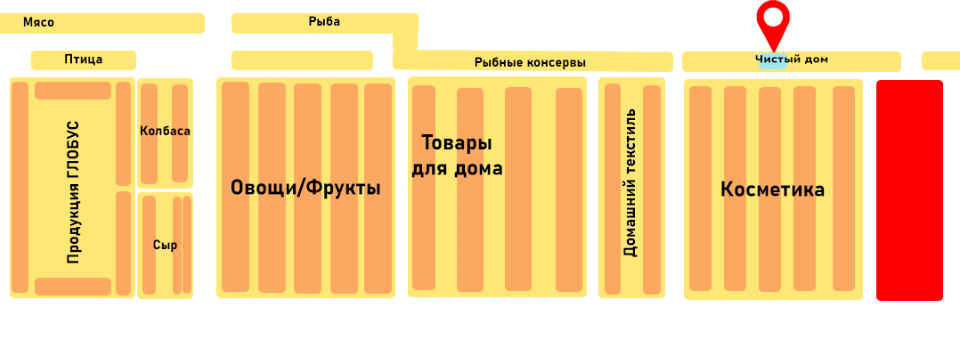 Мясо
Рыба
Птица
Рыбные консервы
Чистый дом
Продукция ГЛОБУС
Колбаса
Сыр
Овощи/Фрукты
Товары
для дома
Домашний текстиль
Косметика